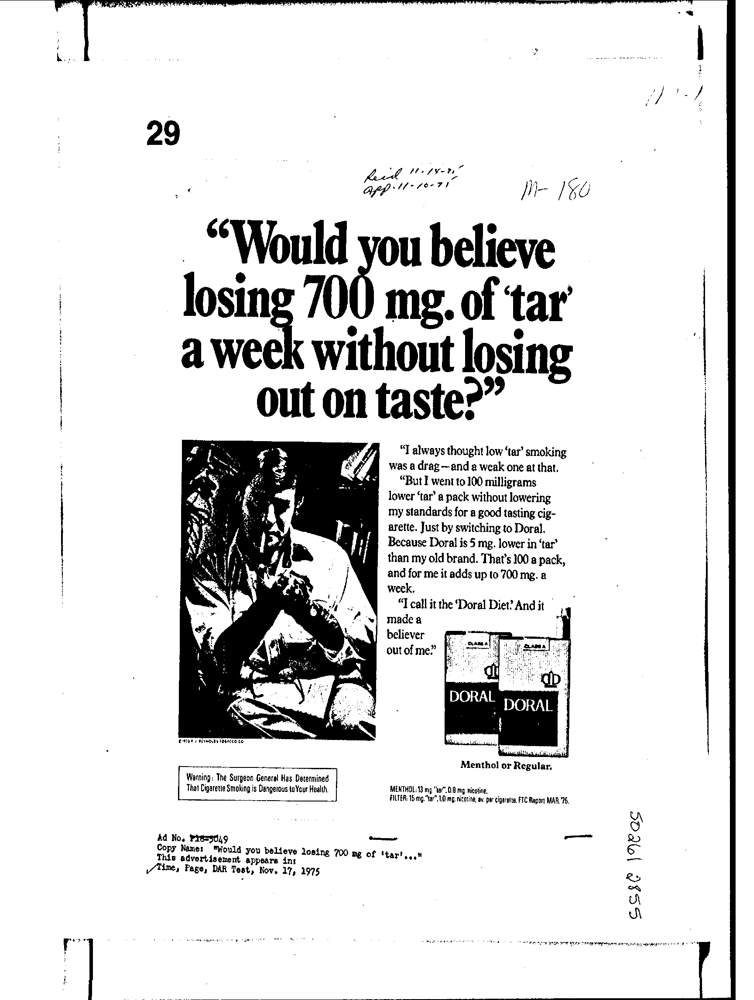 29
Reid 11-14-75
app. 11-10-75
M-180
“Would you believe
losing 700 mg. of ‘tar’
a week without losing
out on taste?”
“I always thought low ‘tar’ smoking
was a drag—and a weak one at that.
“But I went to 100 milligrams
lower ‘tar’ a pack without lowering
my standards for a good tasting cig-
arette. Just by switching to Doral.
Because Doral is 5 mg. lower in ‘tar’
than my old brand. That’s 100 a pack,
and for me it adds up to 700 mg. a
week.
“I call it the ‘Doral Diet.’ And it
made a
believer
out of me.”
CLASS A
CLASS A
DORAL
DORAL
Menthol or Regular.
Warning: The Surgeon General Has Determined
That Cigarette Smoking Is Dangerous to Your Health.
MENTHOL: 13 mg. "tar", 0.8 mg. nicotine,
FILTER: 15 mg. "tar", 1.0 mg. nicotine, av. per cigarette, FTC Report MAR. '75.
Ad No.
Copy Name: "Would you believe losing 700 mg of 'tar'..."
This advertisement appears in:
Time, Page, DAR Test, Nov. 17, 1975
50261 2855